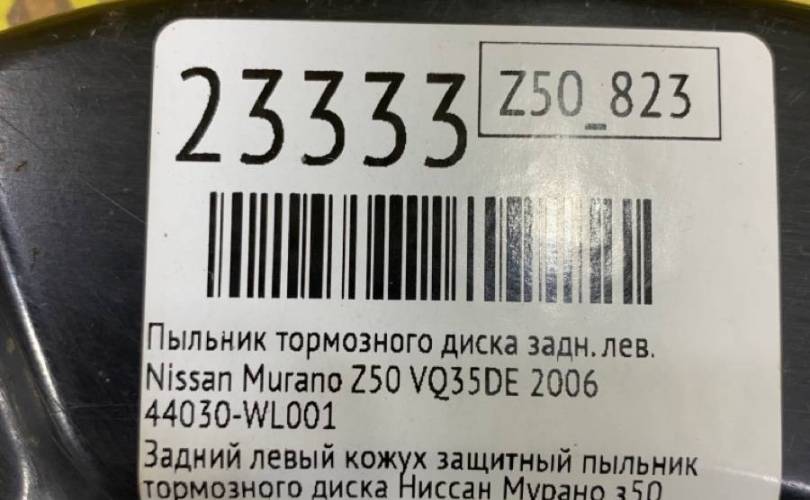 23333
Z50_823
Пыльник тормозного диска задн. лев.
Nissan Murano Z50 VQ35DE 2006
44030-WL001
Задний левый кожух защитный пыльник
тормозного диска Ниссан Мурано з50